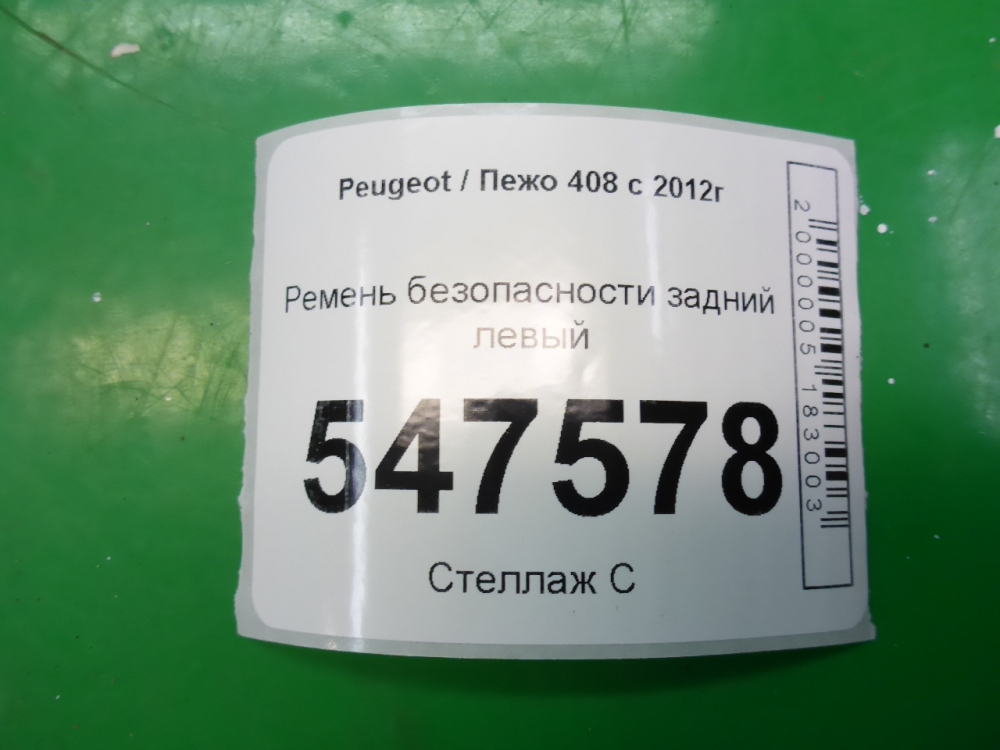 Peugeot / Пежо 408 с 2012г
Ремень безопасности задний
левый
547578
Стеллаж С
2000005183003